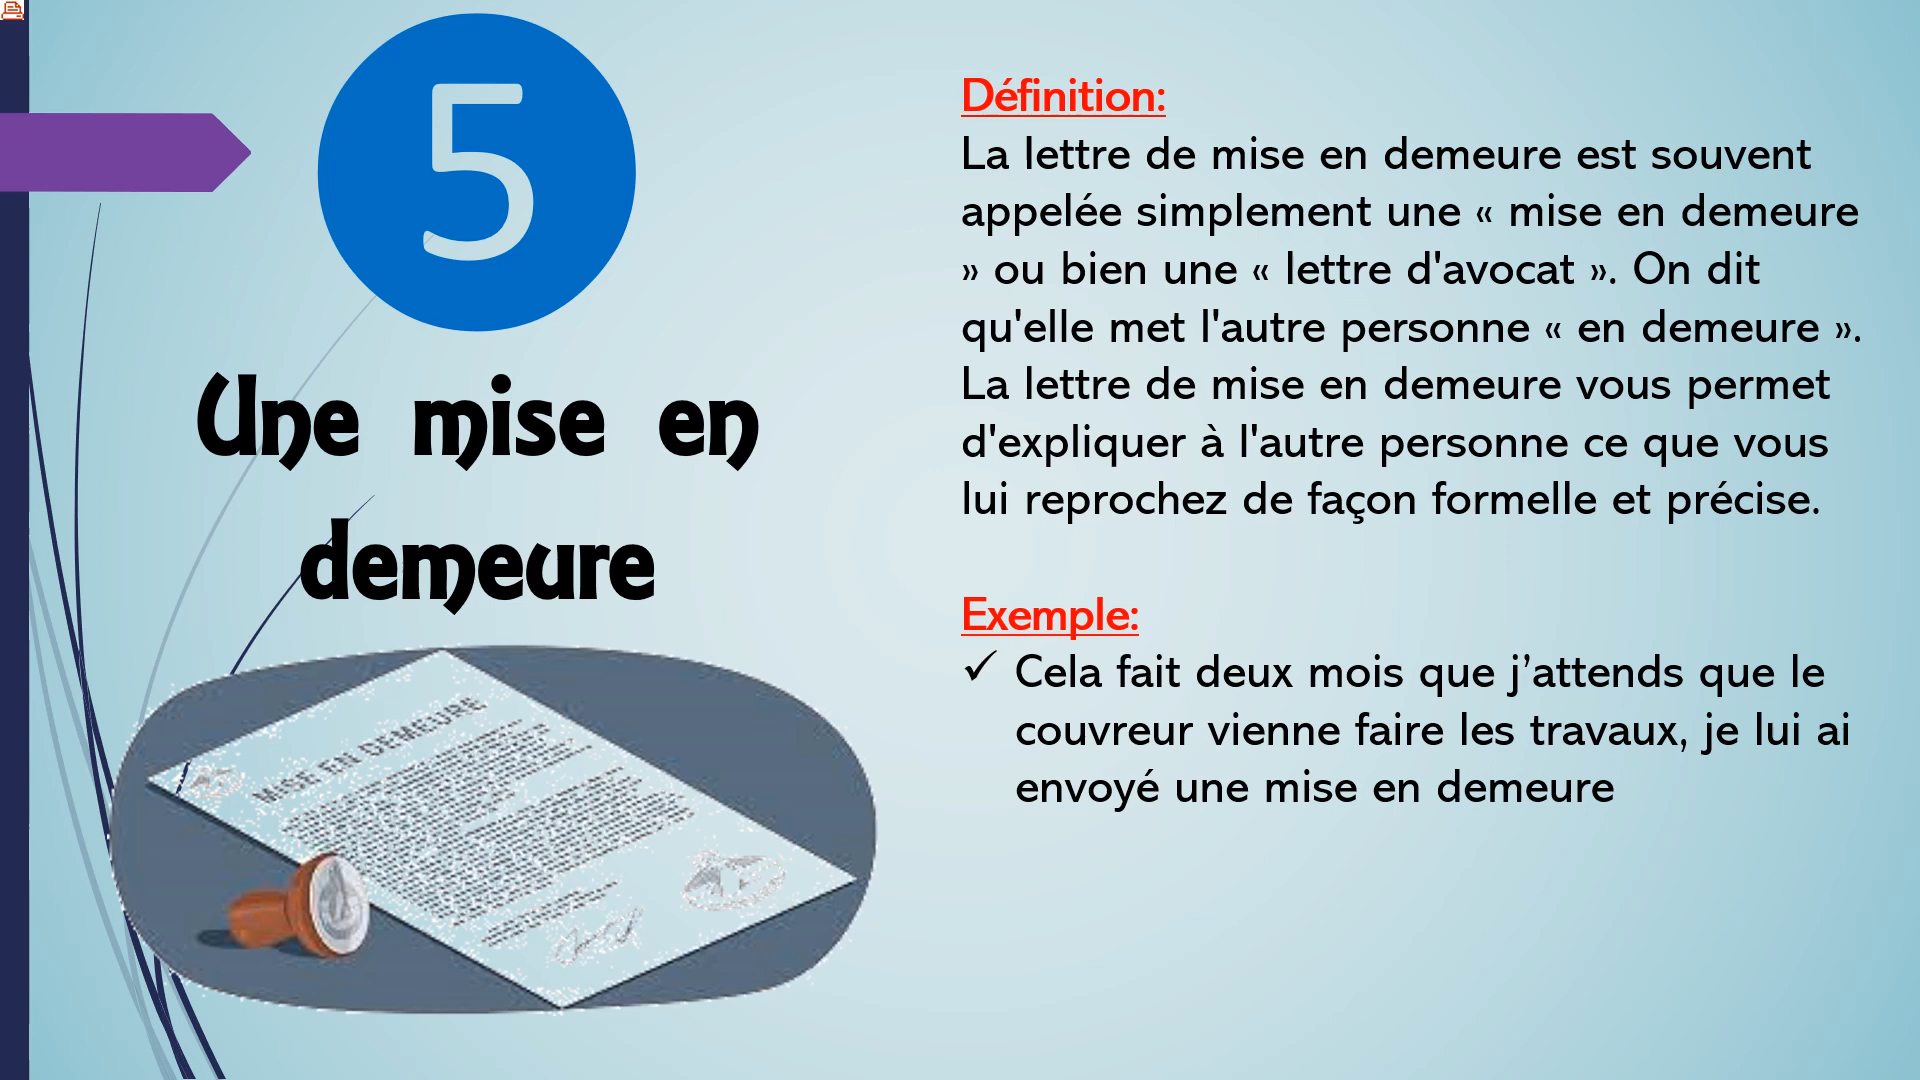 5
Une mise en
demeure
MISE EN DEMEURE
Définition:
La lettre de mise en demeure est souvent
appelée simplement une « mise en demeure
» ou bien une « lettre d'avocat ». On dit
qu'elle met l'autre personne « en demeure ».
La lettre de mise en demeure vous permet
d'expliquer à l'autre personne ce que vous
lui reprochez de façon formelle et précise.
Exemple:
✓ Cela fait deux mois que j’attends que le
couvreur vienne faire les travaux, je lui ai
envoyé une mise en demeure